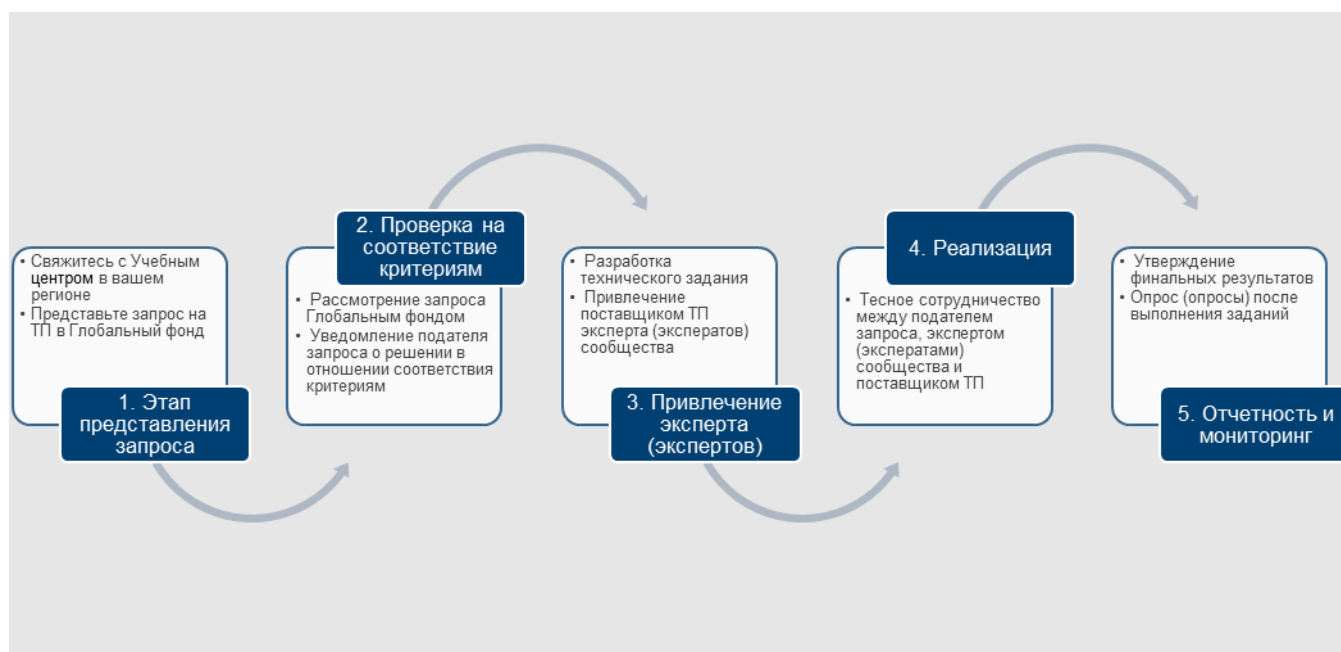 • Свяжитесь с Учебным
центром в вашем
регионе
• Представьте запрос на
ТП в Глобальный фонд
1. Этап
представления
запроса
2. Проверка на
соответствие
критериям
• Рассмотрение запроса
Глобальным фондом
• Уведомление подателя
запроса о решении в
отношении соответствия
критериям
• Разработка
технического задания
• Привлечение
поставщиком ТП
эксперта (эксператов)
сообщества
3. Привлечение
эксперта
(экспертов)
4. Реализация
• Тесное сотрудничество
между подателем
запроса, экспертом
(эксператами)
сообщества и
поставщиком ТП
• Утверждение
финальных результатов
• Опрос (опросы) после
выполнения заданий
5. Отчетность и
мониторинг